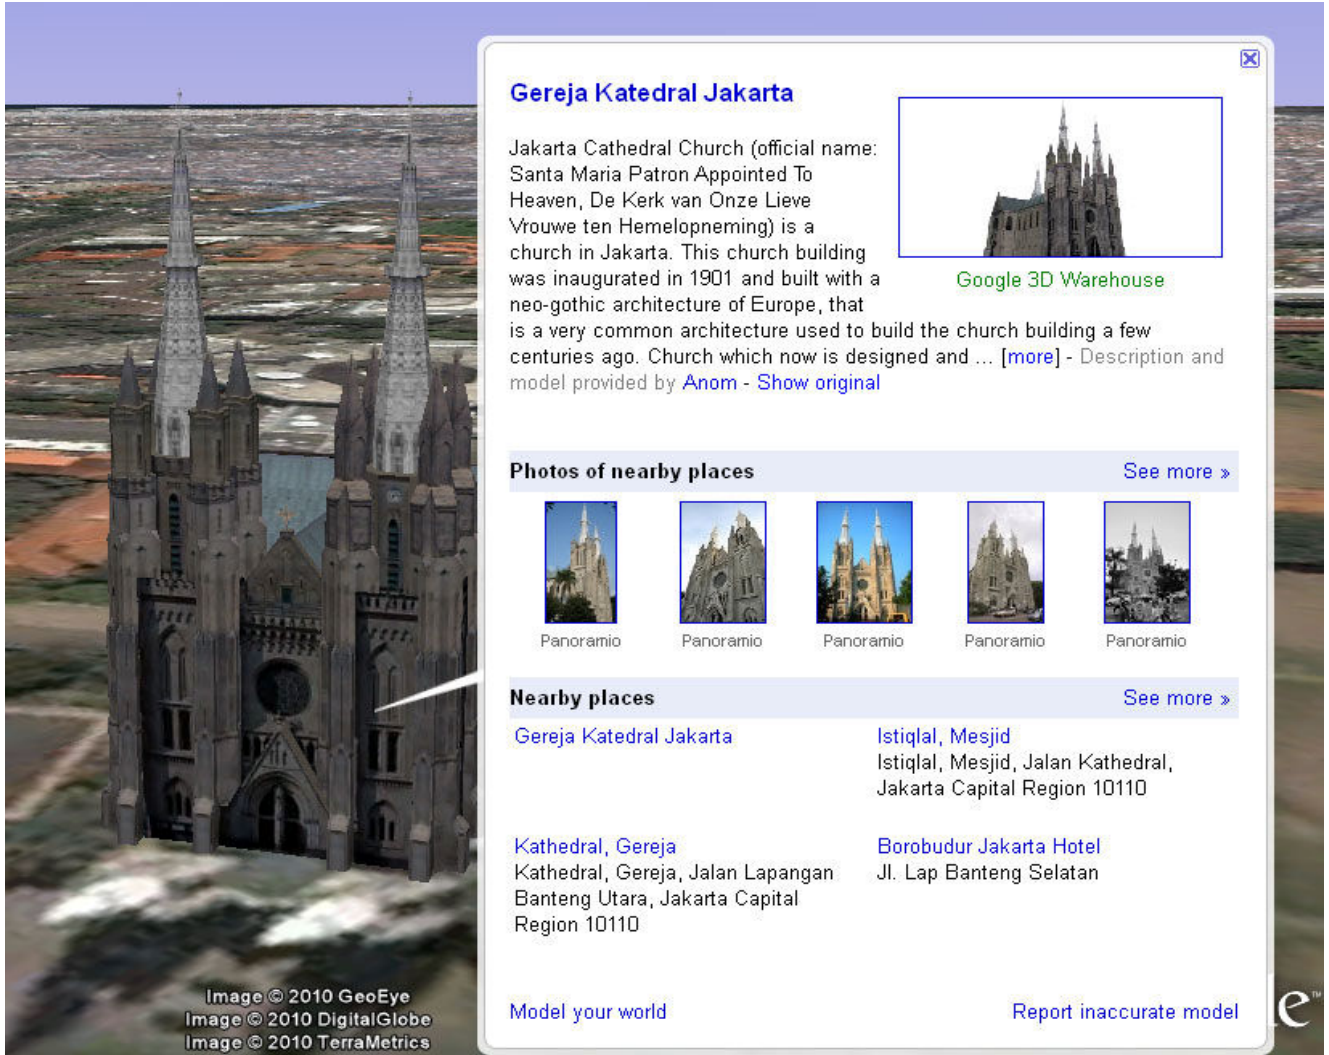 Gereja Katedral Jakarta
Jakarta Cathedral Church (official name:
Santa Maria Patron Appointed To
Heaven, De Kerk van Onze Lieve
Vrouwe ten Hemelopneming) is a
church in Jakarta. This church building
was inaugurated in 1901 and built with a
neo-gothic architecture of Europe, that
is a very common architecture used to build the church building a few
centuries ago. Church which now is designed and ... [more] - Description and
model provided by Anom - Show original
Google 3D Warehouse
Photos of nearby places See more »
Panoramio Panoramio Panoramio Panoramio Panoramio
Nearby places See more »
Gereja Katedral Jakarta
Istiqlal, Mesjid
Istiqlal, Mesjid, Jalan Kathedral,
Jakarta Capital Region 10110
Kathedral, Gereja
Kathedral, Gereja, Jalan Lapangan
Banteng Utara, Jakarta Capital
Region 10110
Borobudur Jakarta Hotel
Jl. Lap Banteng Selatan
Model your world Report inaccurate model
Image © 2010 GeoEye
Image © 2010 DigitalGlobe
Image © 2010 TerraMetrics